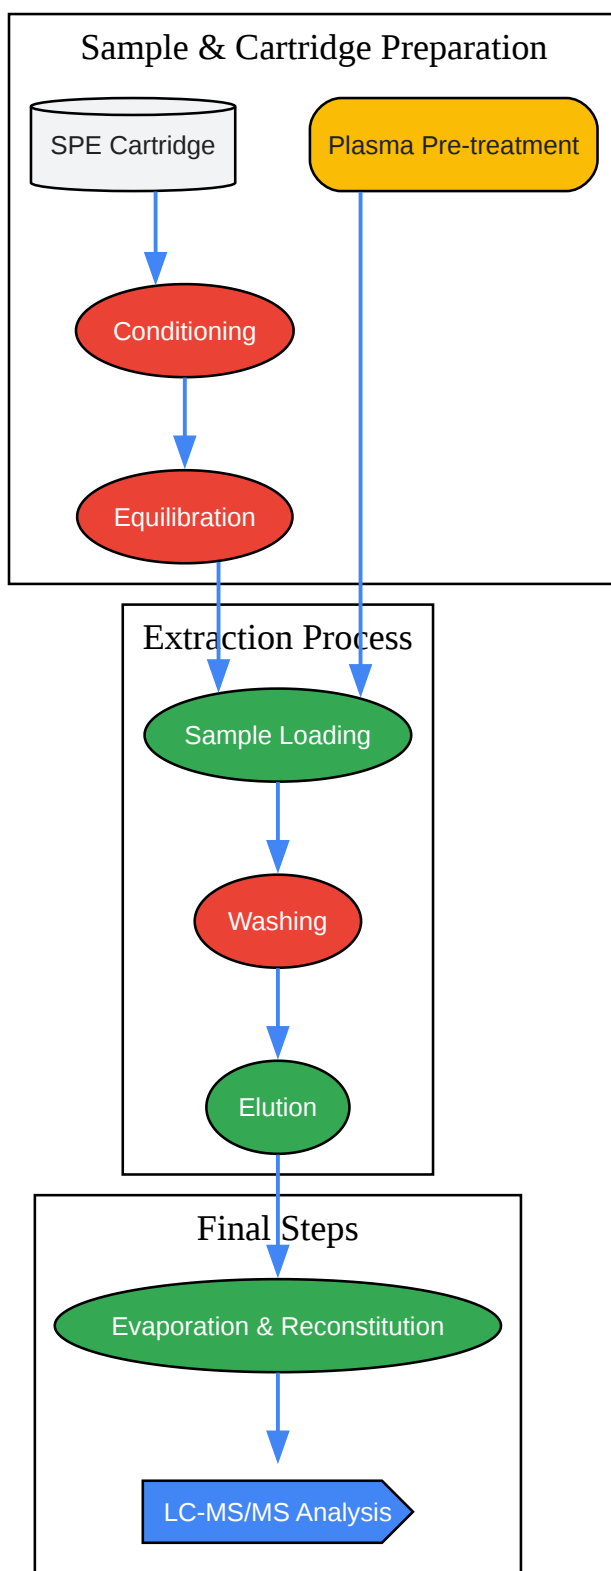 Sample & Cartridge Preparation
SPE Cartridge
Plasma Pre-treatment
Conditioning
Equilibration
Extraction Process
Sample Loading
Washing
Elution
Final Steps
Evaporation & Reconstitution
LC-MS/MS Analysis